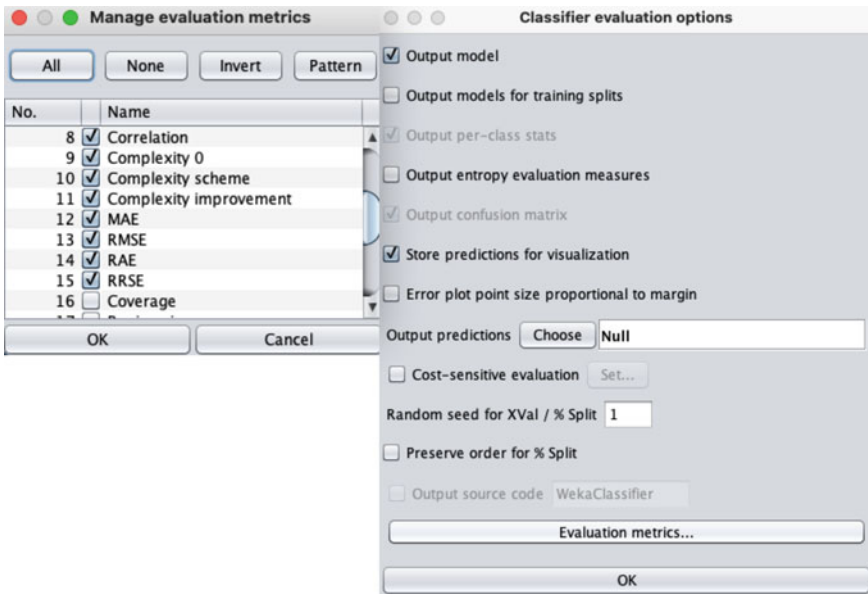 Manage evaluation metrics
All None Invert Pattern
No. Name
8 Correlation
9 Complexity 0
10 Complexity scheme
11 Complexity improvement
12 MAE
13 RMSE
14 RAE
15 RRSE
16 Coverage
OK Cancel
Classifier evaluation options
Output model
Output models for training splits
Output per-class stats
Output entropy evaluation measures
Output confusion matrix
Store predictions for visualization
Error plot point size proportional to margin
Output predictions Choose Null
Cost-sensitive evaluation Set...
Random seed for XVal / % Split 1
Preserve order for % Split
Output source code WekaClassifier
Evaluation metrics...
OK